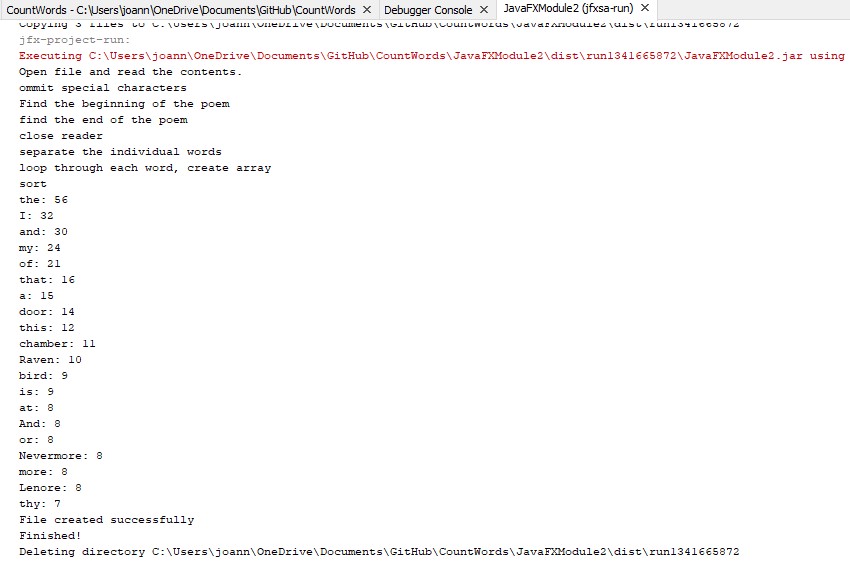 CountWords - C:\Users\joann\OneDrive\Documents\GitHub\CountWords × Debugger Console × JavaFXModule2 (jfxsa-run) ×
Copying 3 files to C:\Users\joann\OneDrive\Documents\GitHub\CountWords\JavaFXModule2\dist\run1341665872
jfx-project-run:
Executing C:\Users\joann\OneDrive\Documents\GitHub\CountWords\JavaFXModule2\dist\run1341665872\JavaFXModule2.jar using
Open file and read the contents.
ommit special characters
Find the beginning of the poem
find the end of the poem
close reader
separate the individual words
loop through each word, create array
sort
the: 56
I: 32
and: 30
my: 24
of: 21
that: 16
a: 15
door: 14
this: 12
chamber: 11
Raven: 10
bird: 9
is: 9
at: 8
And: 8
or: 8
Nevermore: 8
more: 8
Lenore: 8
thy: 7
File created successfully
Finished!
Deleting directory C:\Users\joann\OneDrive\Documents\GitHub\CountWords\JavaFXModule2\dist\run1341665872